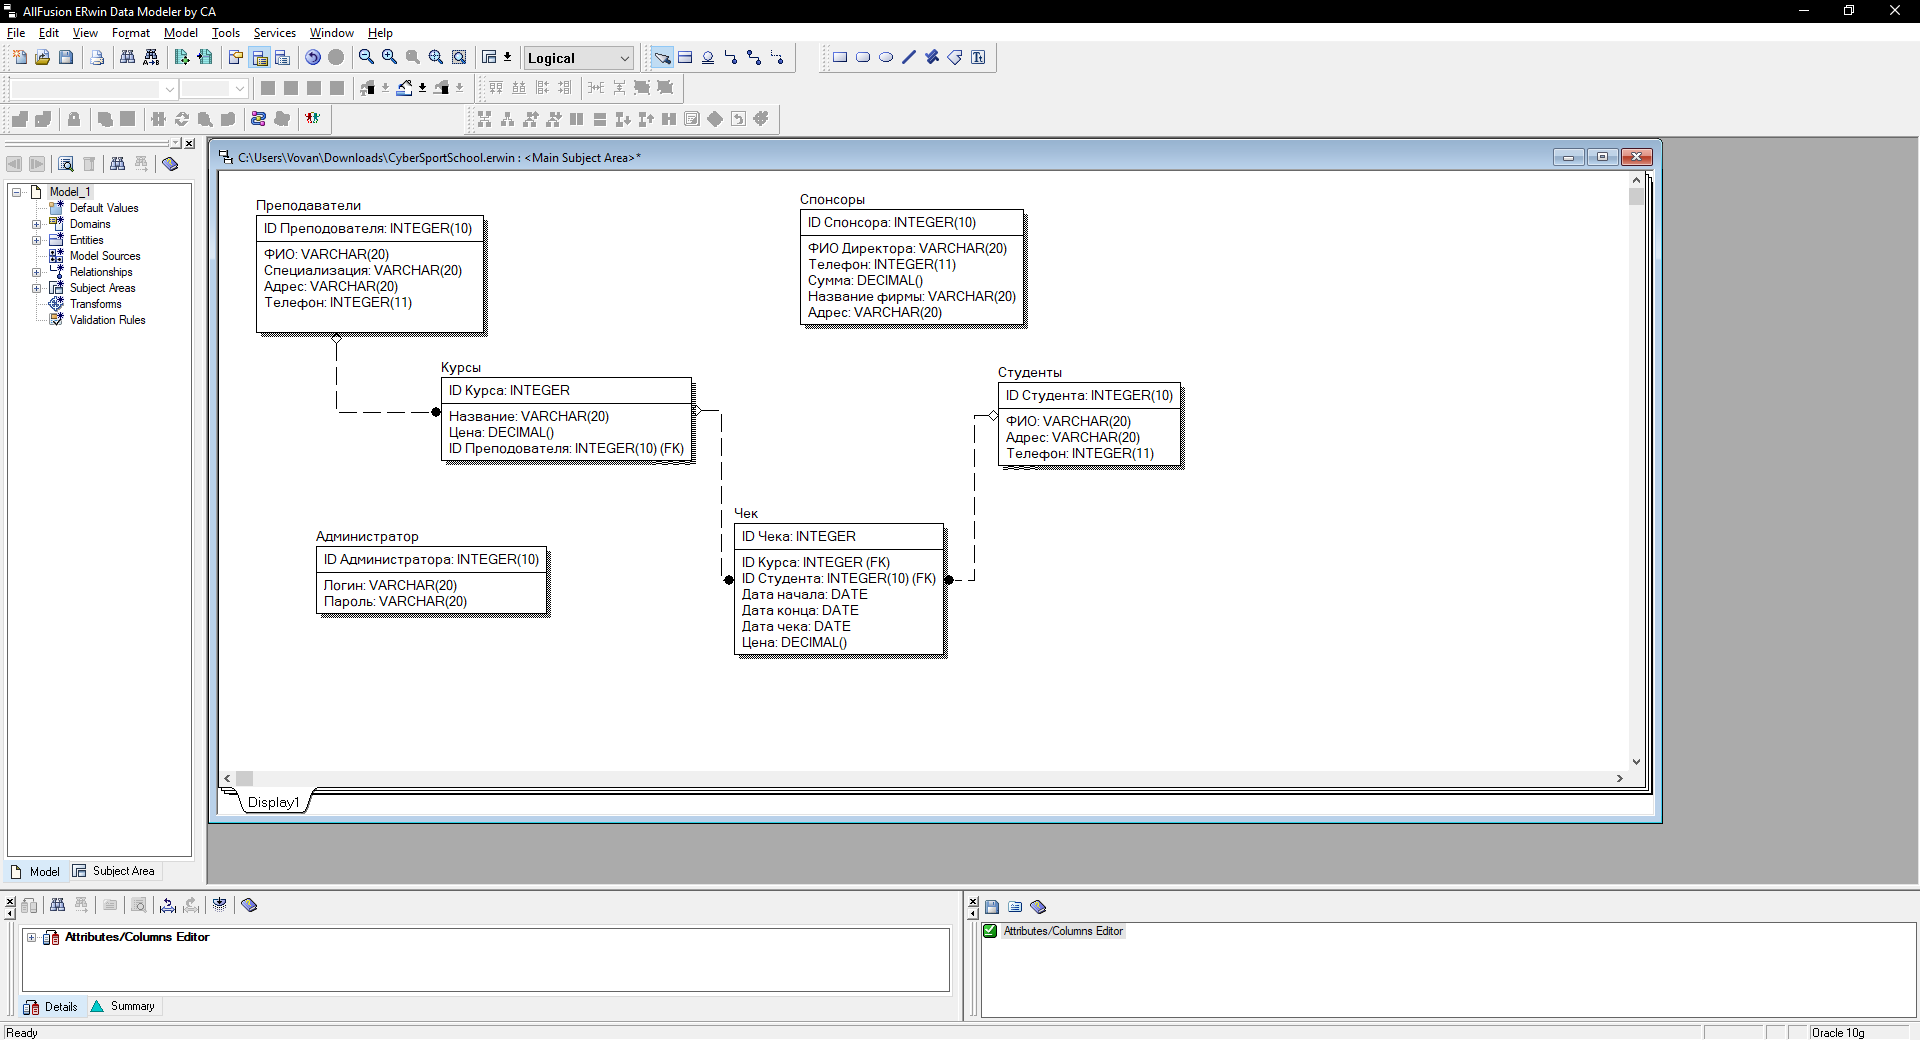 AllFusion ERwin Data Modeler by CA
File Edit View Format Model Tools Services Window Help
Logical
C:\Users\Vovan\Downloads\CyberSportSchool.erwin : <Main Subject Area>*
Model_1
Default Values
Domains
Entities
Model Sources
Relationships
Subject Areas
Transforms
Validation Rules
Model
Subject Area
Преподаватели
ID Преподователя: INTEGER(10)
ФИО: VARCHAR(20)
Специализация: VARCHAR(20)
Адрес: VARCHAR(20)
Телефон: INTEGER(11)
Спонсоры
ID Спонсора: INTEGER(10)
ФИО Директора: VARCHAR(20)
Телефон: INTEGER(11)
Сумма: DECIMAL()
Название фирмы: VARCHAR(20)
Адрес: VARCHAR(20)
Курсы
ID Курса: INTEGER
Название: VARCHAR(20)
Цена: DECIMAL()
ID Преподователя: INTEGER(10) (FK)
Студенты
ID Студента: INTEGER(10)
ФИО: VARCHAR(20)
Адрес: VARCHAR(20)
Телефон: INTEGER(11)
Администратор
ID Администратора: INTEGER(10)
Логин: VARCHAR(20)
Пароль: VARCHAR(20)
Чек
ID Чека: INTEGER
ID Курса: INTEGER (FK)
ID Студента: INTEGER(10) (FK)
Дата начала: DATE
Дата конца: DATE
Дата чека: DATE
Цена: DECIMAL()
Display1
Attributes/Columns Editor
Details
Summary
Attributes/Columns Editor
Ready
Oracle 10g